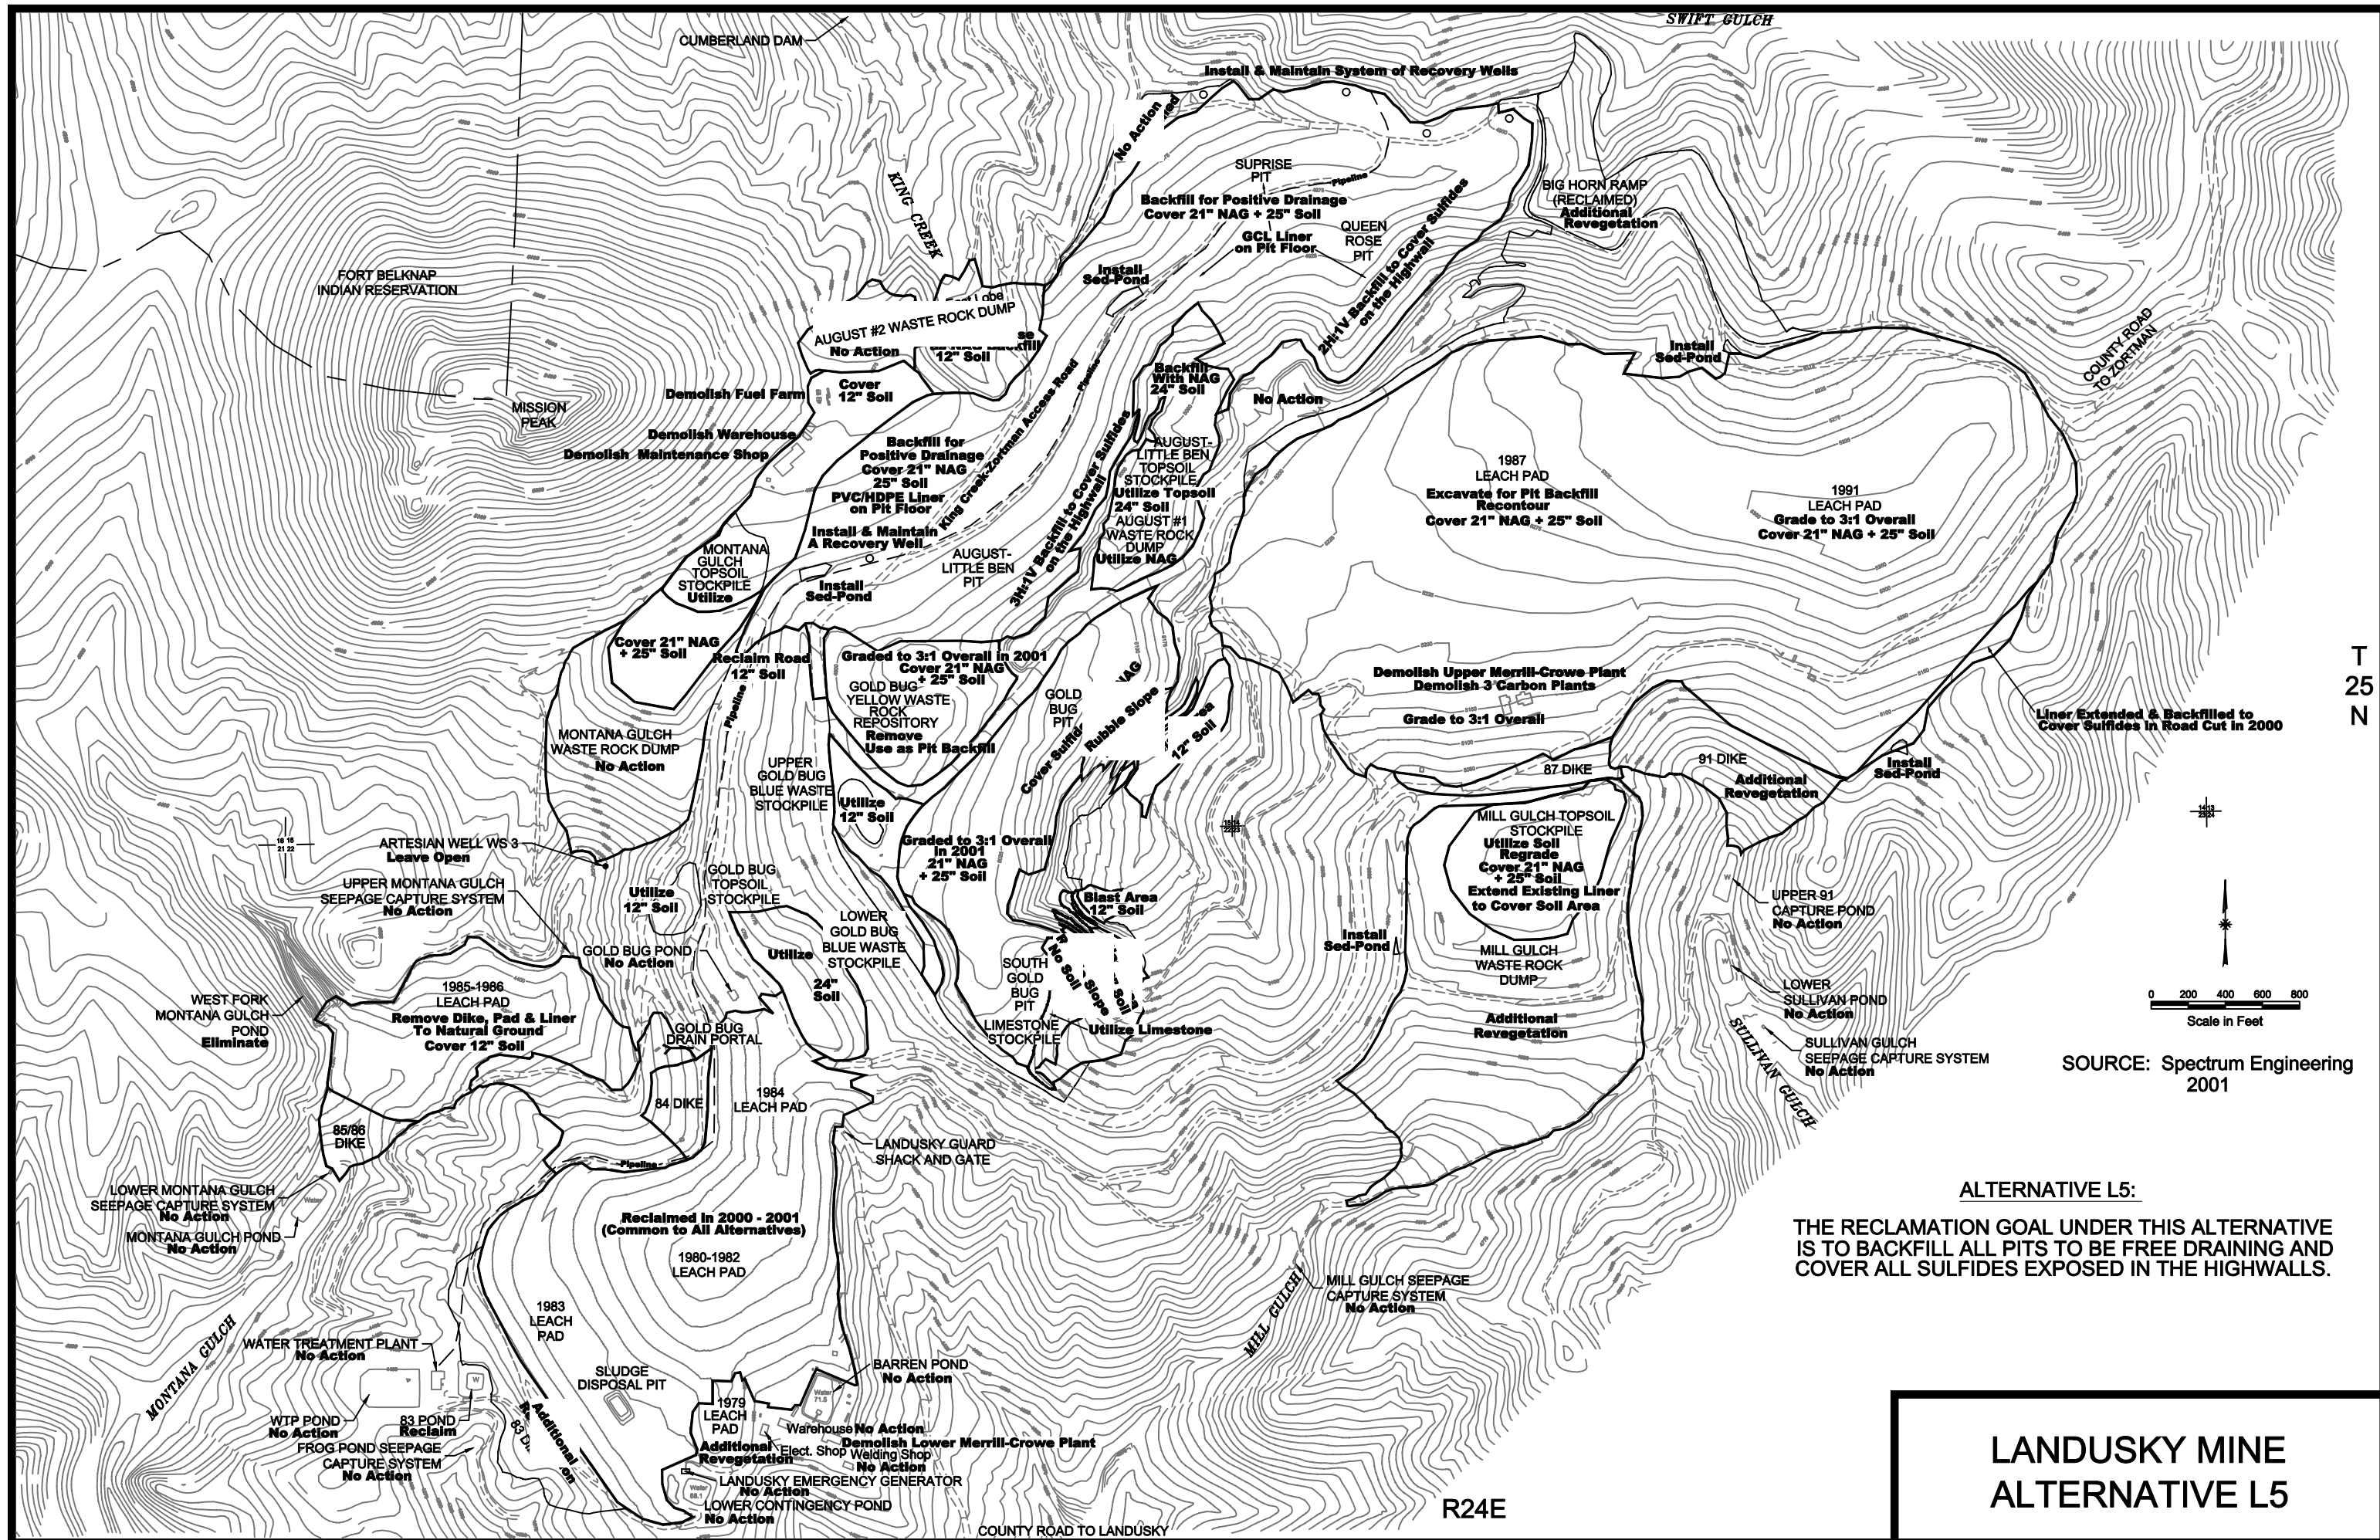 SWIFT GULCH
CUMBERLAND DAM
Install & Maintain System of Recovery Wells
No Action
KING CREEK
SUPRISE
PIT
Pipeline
Backfill for Positive Drainage
Cover 21" NAG + 25" Soil
GCL Liner
on Pit Floor
QUEEN
ROSE
PIT
2H:1V Backfill to Cover Sulfides
on the Highwall
BIG HORN RAMP
(RECLAIMED)
Additional
Revegetation
Install
Sed-Pond
FORT BELKNAP
INDIAN RESERVATION
MISSION
PEAK
AUGUST #2 WASTE ROCK DUMP
No Action
12" Soil
Demolish Fuel Farm
Cover
12" Soil
Demolish Warehouse
Demolish Maintenance Shop
Backfill for
Positive Drainage
Cover 21" NAG
25" Soil
PVC/HDPE Liner
on Pit Floor
King Creek-Zortman Access Road
Pipeline
Install & Maintain
A Recovery Well
Install
Sed-Pond
AUGUST-
LITTLE BEN
PIT
3H:1V Backfill to Cover Sulfides
on the Highwall
Backfill
With NAG
24" Soil
AUGUST-
LITTLE BEN
TOPSOIL
STOCKPILE
Utilize Topsoil
24" Soil
AUGUST #1
WASTE ROCK
DUMP
Utilize NAG
No Action
Install
Sed-Pond
COUNTY ROAD
TO ZORTMAN
1987
LEACH PAD
Excavate for Pit Backfill
Recontour
Cover 21" NAG + 25" Soil
1991
LEACH PAD
Grade to 3:1 Overall
Cover 21" NAG + 25" Soil
MONTANA
GULCH
TOPSOIL
STOCKPILE
Utilize
Cover 21" NAG
+ 25" Soil
Reclaim Road
12" Soil
Pipeline
Graded to 3:1 Overall in 2001
Cover 21" NAG
+ 25" Soil
GOLD BUG
YELLOW WASTE
ROCK
REPOSITORY
Remove
Use as Pit Backfill
GOLD
BUG
PIT
NAG
Rubble Slope
12" Soil
Demolish Upper Merrill-Crowe Plant
Demolish 3 Carbon Plants
Grade to 3:1 Overall
T
25
N
Liner Extended & Backfilled to
Cover Sulfides in Road Cut in 2000
MONTANA GULCH
WASTE ROCK DUMP
No Action
UPPER
GOLD BUG
BLUE WASTE
STOCKPILE
Utilize
12" Soil
87 DIKE
91 DIKE
Additional
Revegetation
Install
Sed-Pond
ARTESIAN WELL WS 3
Leave Open
Graded to 3:1 Overall
in 2001
21" NAG
+ 25" Soil
MILL GULCH TOPSOIL
STOCKPILE
Utilize Soil
Regrade
Cover 21" NAG
+ 25" Soil
Extend Existing Liner
to Cover Soil Area
UPPER MONTANA GULCH
SEEPAGE CAPTURE SYSTEM
No Action
Utilize
12" Soil
GOLD BUG
TOPSOIL
STOCKPILE
Blast Area
12" Soil
UPPER 91
CAPTURE POND
No Action
LOWER
GOLD BUG
BLUE WASTE
STOCKPILE
GOLD BUG POND
No Action
Utilize
24"
Soil
No Soil
Slope
Soil
Install
Sed-Pond
MILL GULCH
WASTE ROCK
DUMP
SOUTH
GOLD
BUG
PIT
LIMESTONE
STOCKPILE
Utilize Limestone
Additional
Revegetation
LOWER
SULLIVAN POND
No Action
SULLIVAN GULCH
SULLIVAN GULCH
SEEPAGE CAPTURE SYSTEM
No Action
0 200 400 600 800
Scale in Feet
SOURCE: Spectrum Engineering
2001
WEST FORK
MONTANA GULCH
POND
Eliminate
1985-1986
LEACH PAD
Remove Dike, Pad & Liner
To Natural Ground
Cover 12" Soil
GOLD BUG
DRAIN PORTAL
84 DIKE
1984
LEACH PAD
85/86
DIKE
LANDUSKY GUARD
SHACK AND GATE
Pipeline
LOWER MONTANA GULCH
SEEPAGE CAPTURE SYSTEM
No Action
MONTANA GULCH POND
No Action
Water
Reclaimed in 2000 - 2001
(Common to All Alternatives)
1980-1982
LEACH PAD
ALTERNATIVE L5:
THE RECLAMATION GOAL UNDER THIS ALTERNATIVE
IS TO BACKFILL ALL PITS TO BE FREE DRAINING AND
COVER ALL SULFIDES EXPOSED IN THE HIGHWALLS.
MILL GULCH
MILL GULCH SEEPAGE
CAPTURE SYSTEM
No Action
1983
LEACH
PAD
MONTANA GULCH
WATER TREATMENT PLANT
No Action
SLUDGE
DISPOSAL PIT
BARREN POND
No Action
Water
71.5
WTP POND
No Action
83 POND
Reclaim
FROG POND SEEPAGE
CAPTURE SYSTEM
No Action
Additional
1979
LEACH
PAD
Additional
Revegetation
Warehouse No Action
Demolish Lower Merrill-Crowe Plant
Elect. Shop Welding Shop
No Action
LANDUSKY EMERGENCY GENERATOR
No Action
LOWER CONTINGENCY POND
No Action
COUNTY ROAD TO LANDUSKY
R24E
LANDUSKY MINE
ALTERNATIVE L5